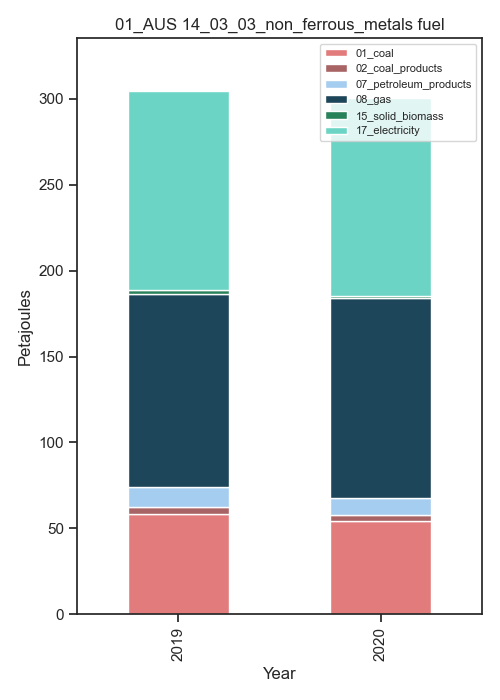 01_AUS 14_03_03_non_ferrous_metals fuel
01_coal
02_coal_products
07_petroleum_products
08_gas
15_solid_biomass
17_electricity
300
250
200
150
100
50
0
Petajoules
2019
2020
Year